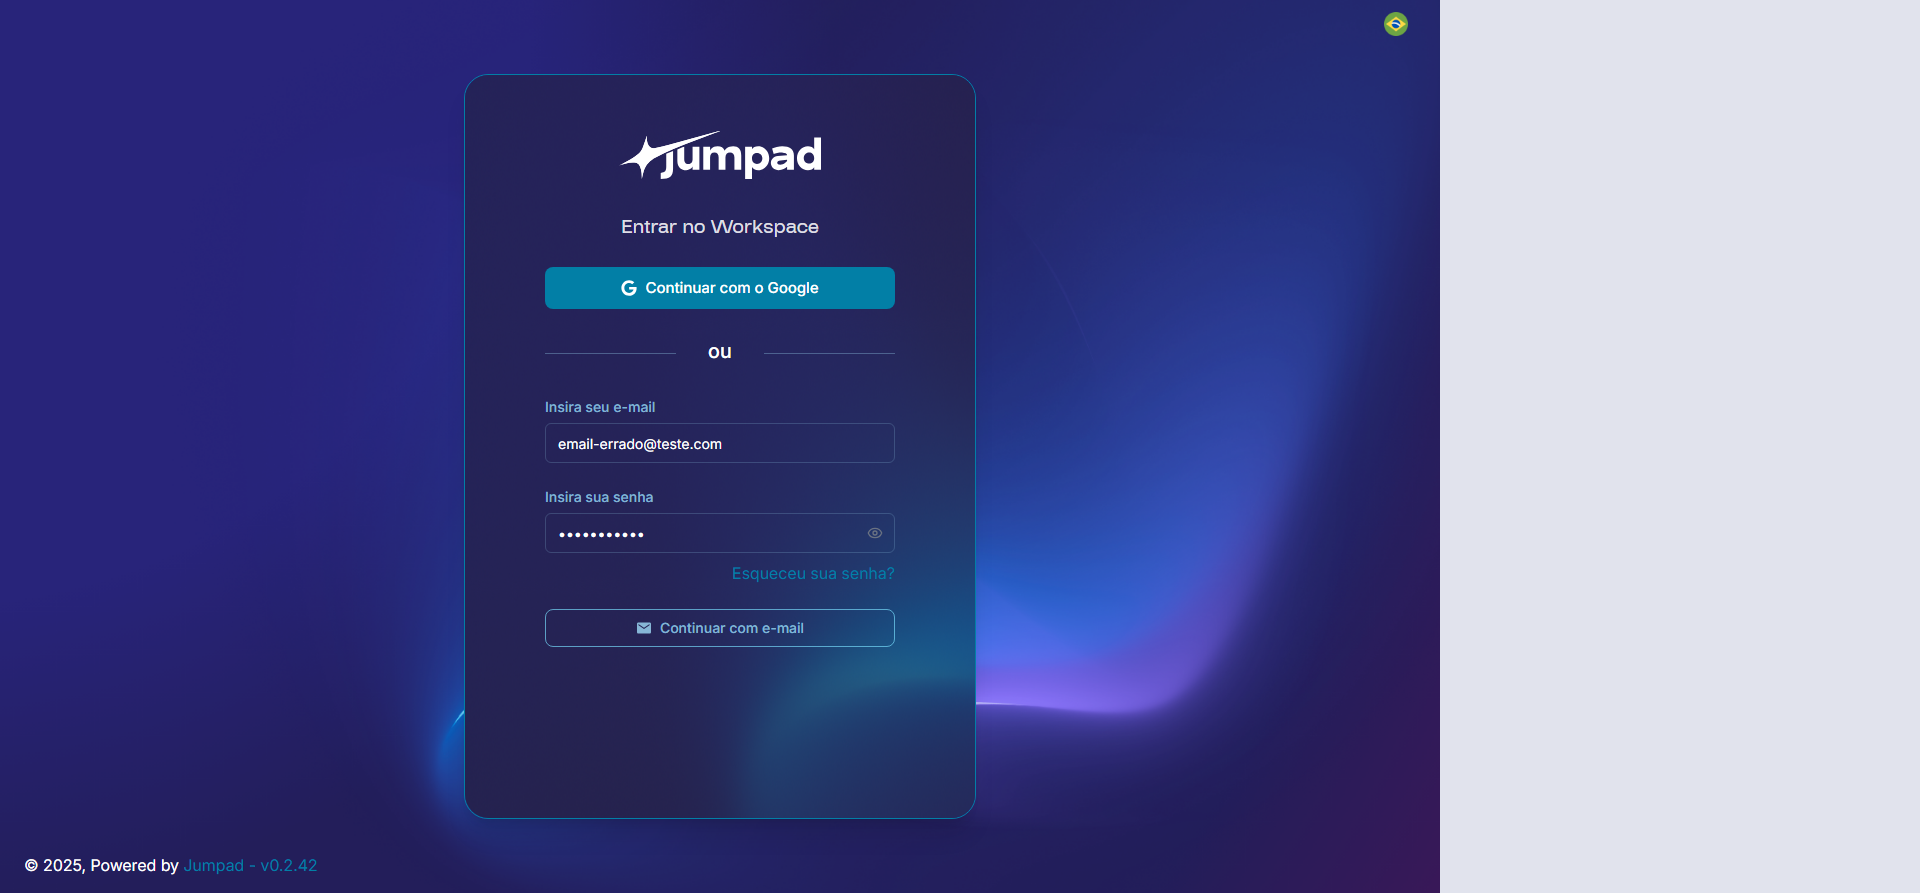 jumpad
Entrar no Workspace
Continuar com o Google
ou
Insira seu e-mail
email-errado@teste.com
Insira sua senha
•••••••••••
Esqueceu sua senha?
Continuar com e-mail
© 2025, Powered by Jumpad - v0.2.42